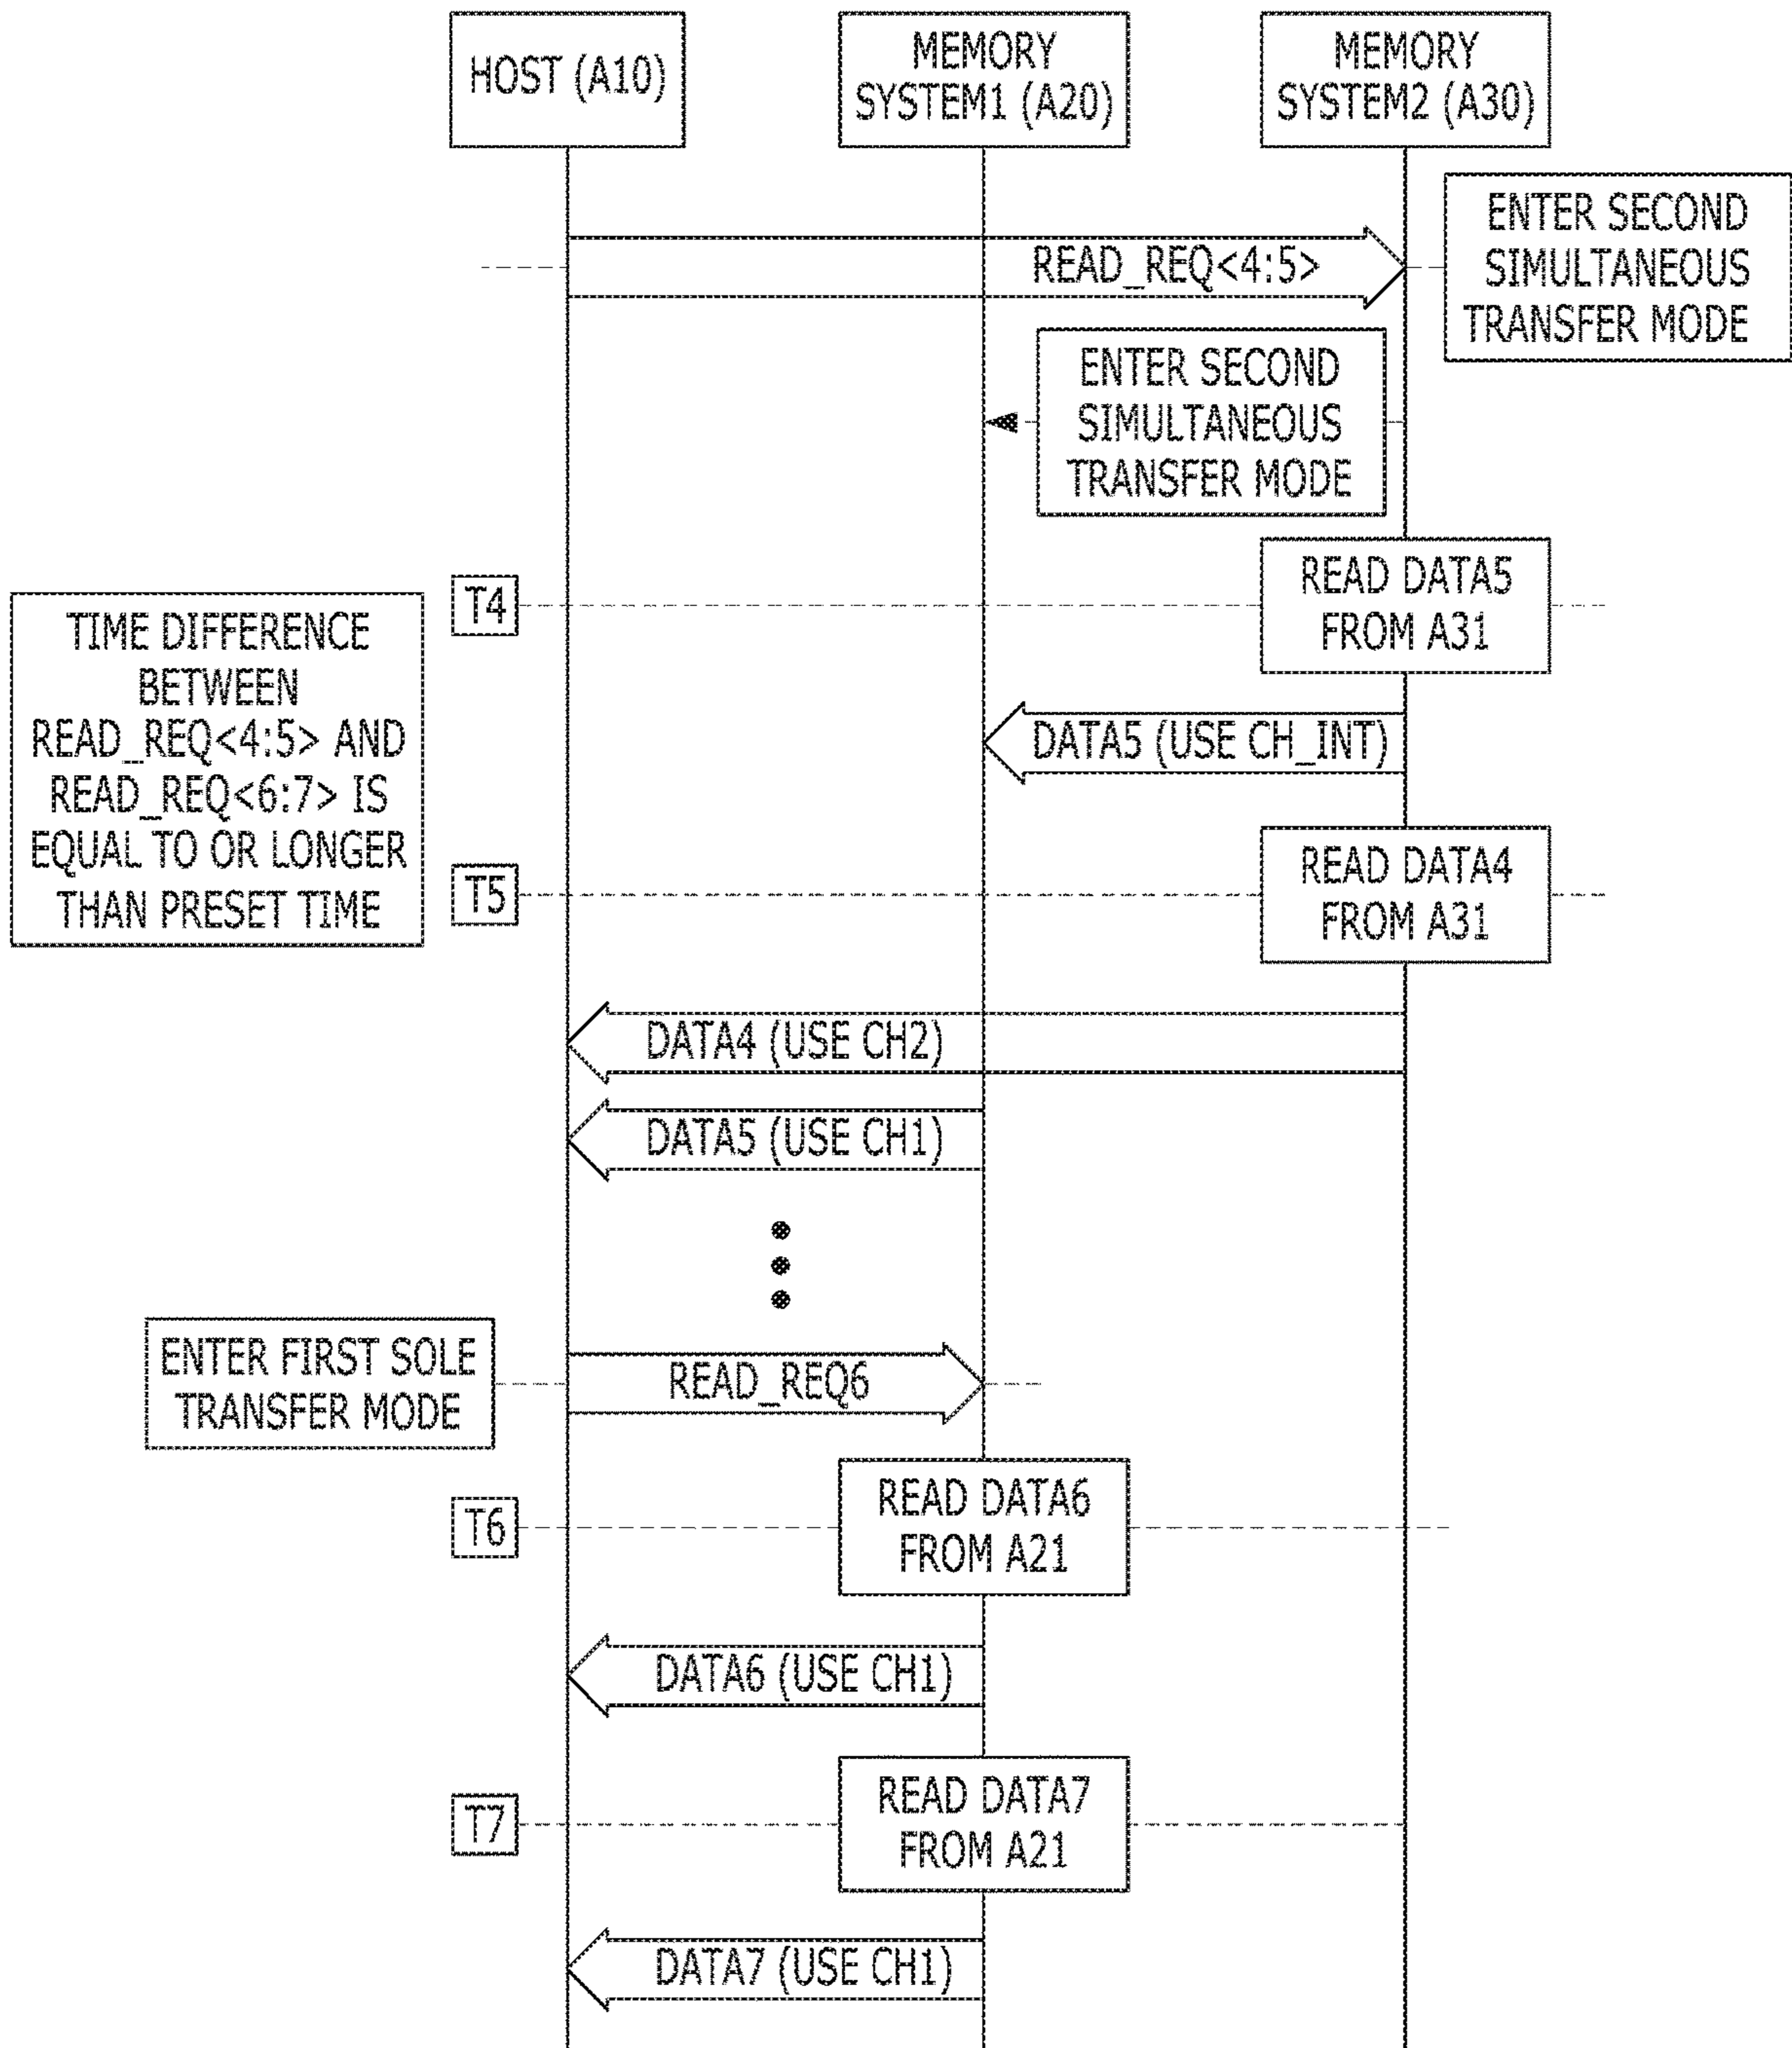 HOST (A10)
MEMORY
SYSTEM1 (A20)
MEMORY
SYSTEM2 (A30)
READ_REQ<4:5>
ENTER SECOND
SIMULTANEOUS
TRANSFER MODE
ENTER SECOND
SIMULTANEOUS
TRANSFER MODE
T4
READ DATA5
FROM A31
TIME DIFFERENCE
BETWEEN
READ_REQ<4:5> AND
READ_REQ<6:7> IS
EQUAL TO OR LONGER
THAN PRESET TIME
DATA5 (USE CH_INT)
T5
READ DATA4
FROM A31
DATA4 (USE CH2)
DATA5 (USE CH1)
ENTER FIRST SOLE
TRANSFER MODE
READ_REQ6
T6
READ DATA6
FROM A21
DATA6 (USE CH1)
T7
READ DATA7
FROM A21
DATA7 (USE CH1)